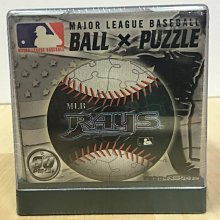 MAJOR LEAGUE BASEBALL
BALL × PUZZLE
MLB
RAYS